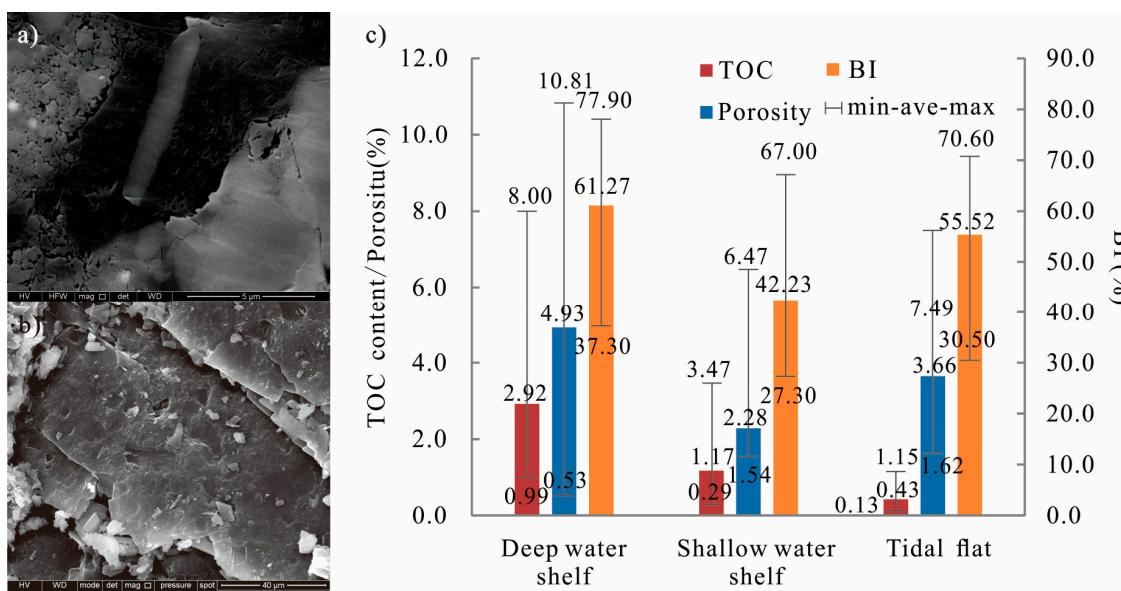 a)
HV HFW mag □ det WD 5 μm
b)
HV WD mode det mag □ pressure spot 40 μm
c)
TOC content/Porositu(%)
12.0
10.0
8.0
6.0
4.0
2.0
0.0
TOC
BI
Porosity
min-ave-max
8.00
2.92
0.99
10.81
4.93
0.53
77.90
61.27
37.30
3.47
1.17
0.29
6.47
2.28
1.54
67.00
42.23
27.30
1.15
0.43
0.13
7.49
3.66
1.62
70.60
55.52
30.50
90.0
80.0
70.0
60.0
50.0
40.0
30.0
20.0
10.0
0.0
BI(%)
Deep water
shelf
Shallow water
shelf
Tidal flat